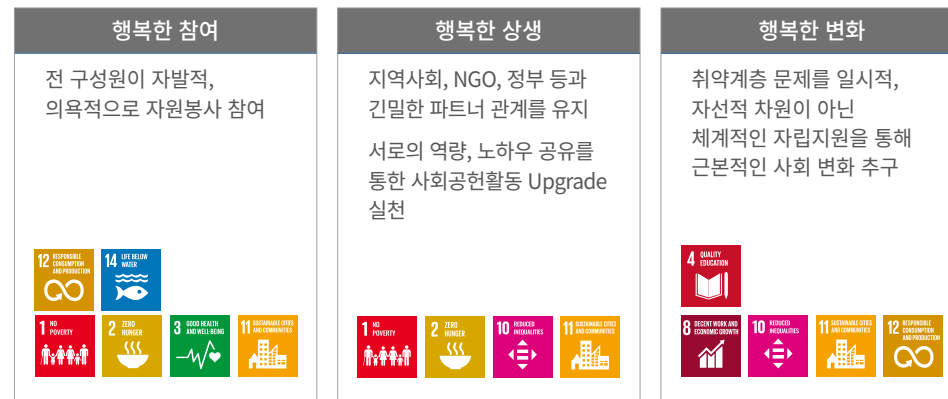 행복한 참여
전 구성원이 자발적,
의욕적으로 자원봉사 참여
12 RESPONSIBLE
CONSUMPTION
AND PRODUCTION
14 LIFE BELOW
WATER
1 NO
POVERTY
2 ZERO
HUNGER
3 GOOD HEALTH
AND WELL-BEING
11 SUSTAINABLE CITIES
AND COMMUNITIES
행복한 상생
지역사회, NGO, 정부 등과
긴밀한 파트너 관계를 유지
서로의 역량, 노하우 공유를
통한 사회공헌활동 Upgrade
실천
1 NO
POVERTY
2 ZERO
HUNGER
10 REDUCED
INEQUALITIES
11 SUSTAINABLE CITIES
AND COMMUNITIES
행복한 변화
취약계층 문제를 일시적,
자선적 차원이 아닌
체계적인 자립지원을 통해
근본적인 사회 변화 추구
4 QUALITY
EDUCATION
8 DECENT WORK AND
ECONOMIC GROWTH
10 REDUCED
INEQUALITIES
11 SUSTAINABLE CITIES
AND COMMUNITIES
12 RESPONSIBLE
CONSUMPTION
AND PRODUCTION